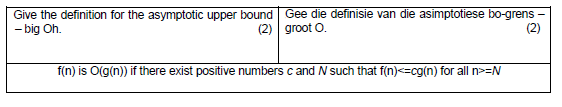 Give the definition for the asymptotic upper bound
– big Oh. (2)
Gee die definisie van die asimptotiese bo-grens –
groot O. (2)
f(n) is O(g(n)) if there exist positive numbers c and N such that f(n)<=cg(n) for all n>=N